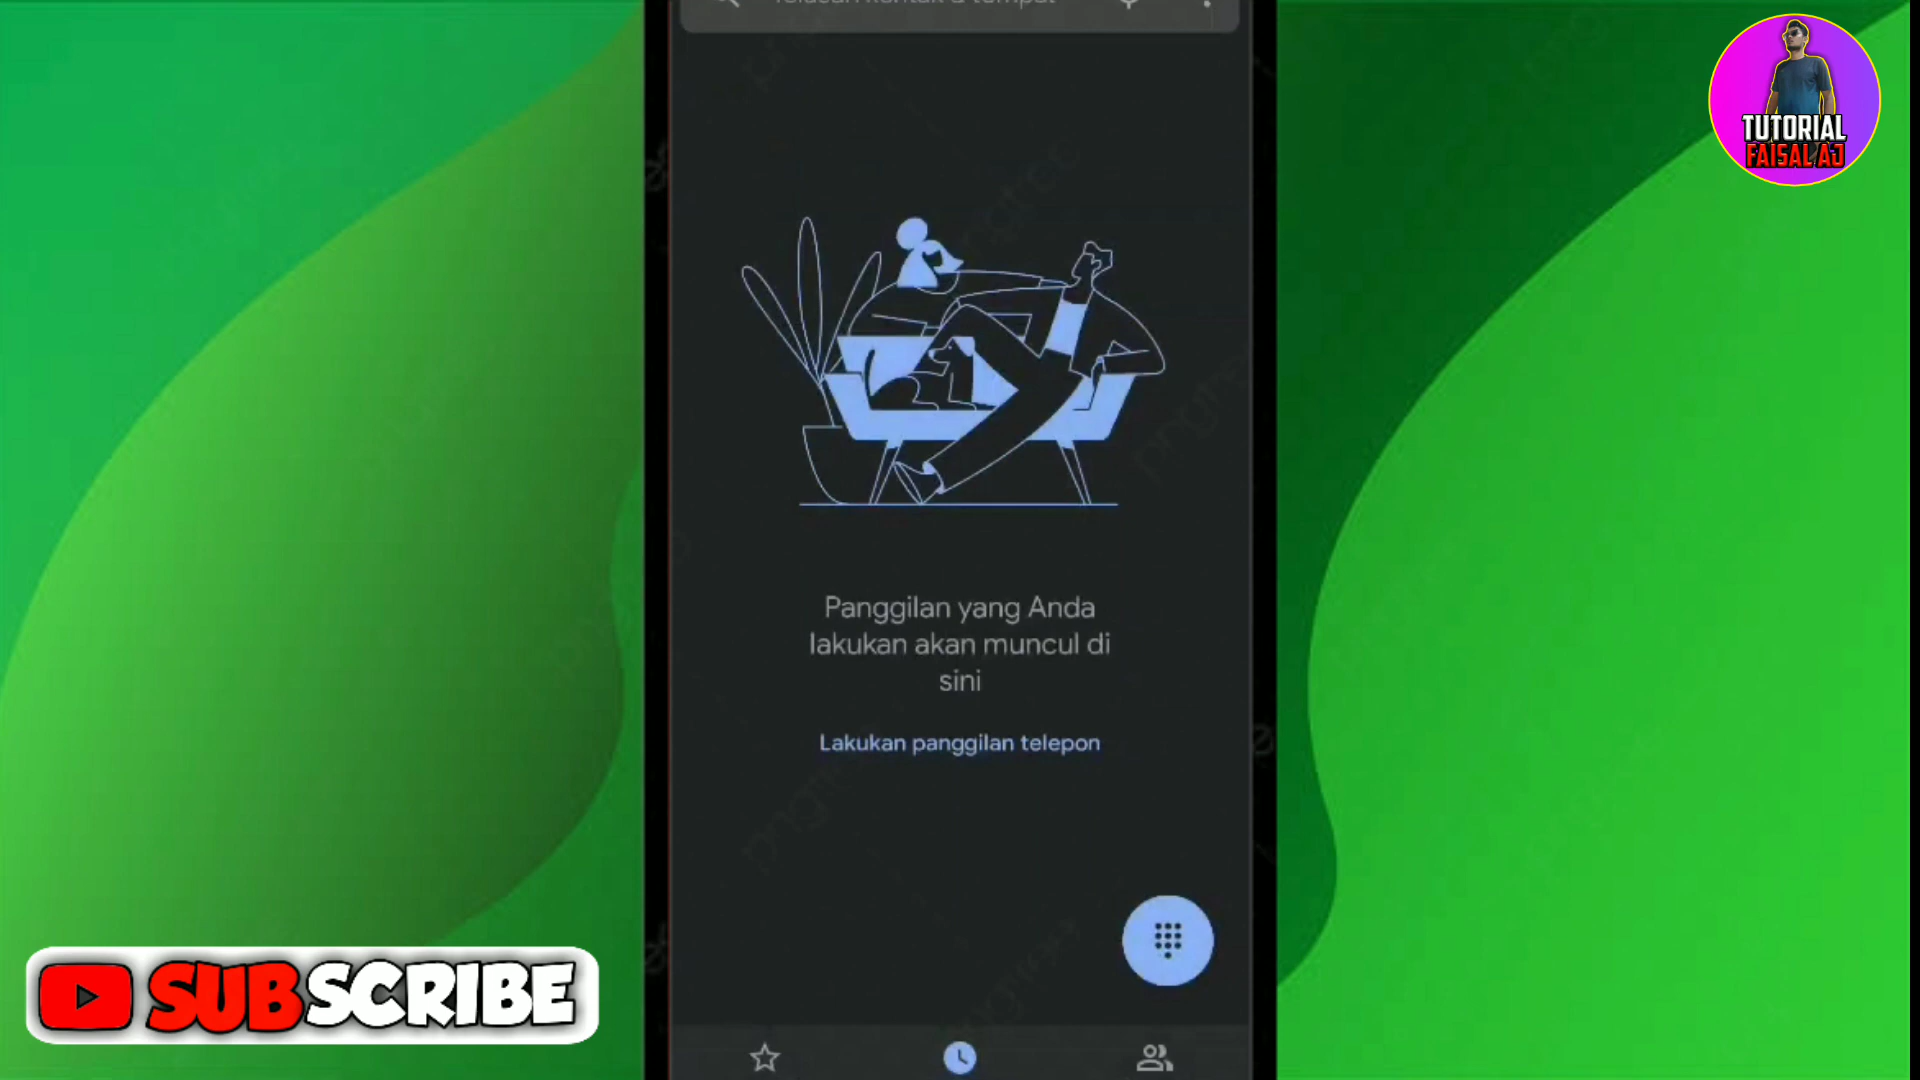 TUTORIAL
FAISAL AJ
Panggilan yang Anda
lakukan akan muncul di
sini
Lakukan panggilan telepon
SUBSCRIBE